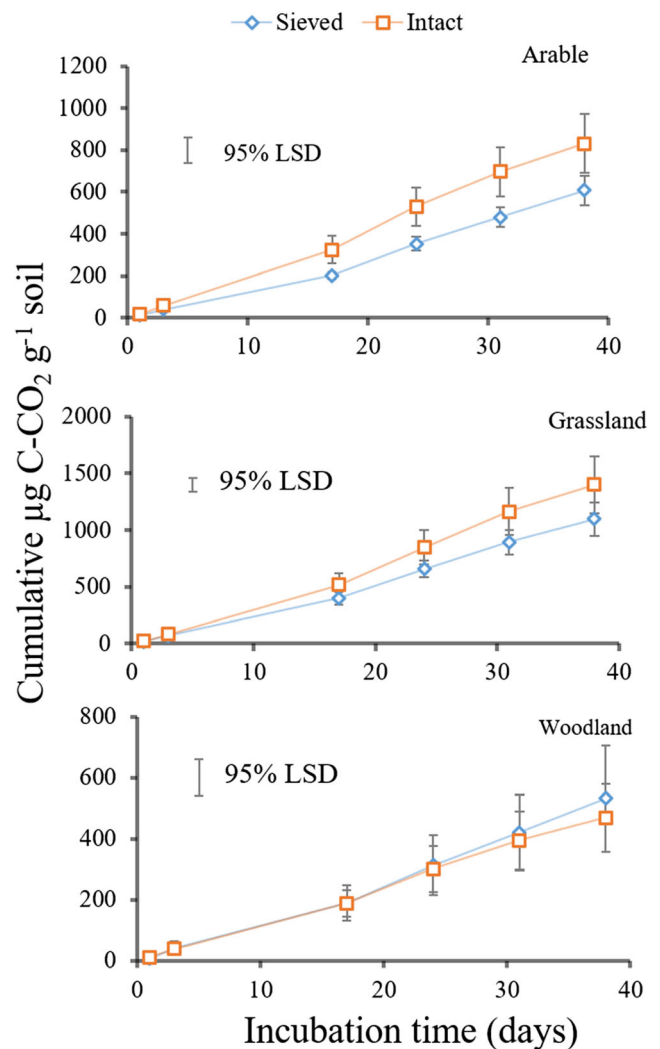 Sieved Intact
Arable
1200
1000
800
600
400
200
0
95% LSD
0 10 20 30 40
Grassland
2000
1500
1000
500
0
95% LSD
0 10 20 30 40
Woodland
800
600
400
200
0
95% LSD
0 10 20 30 40
Cumulative µg C-CO₂ g⁻¹ soil
Incubation time (days)